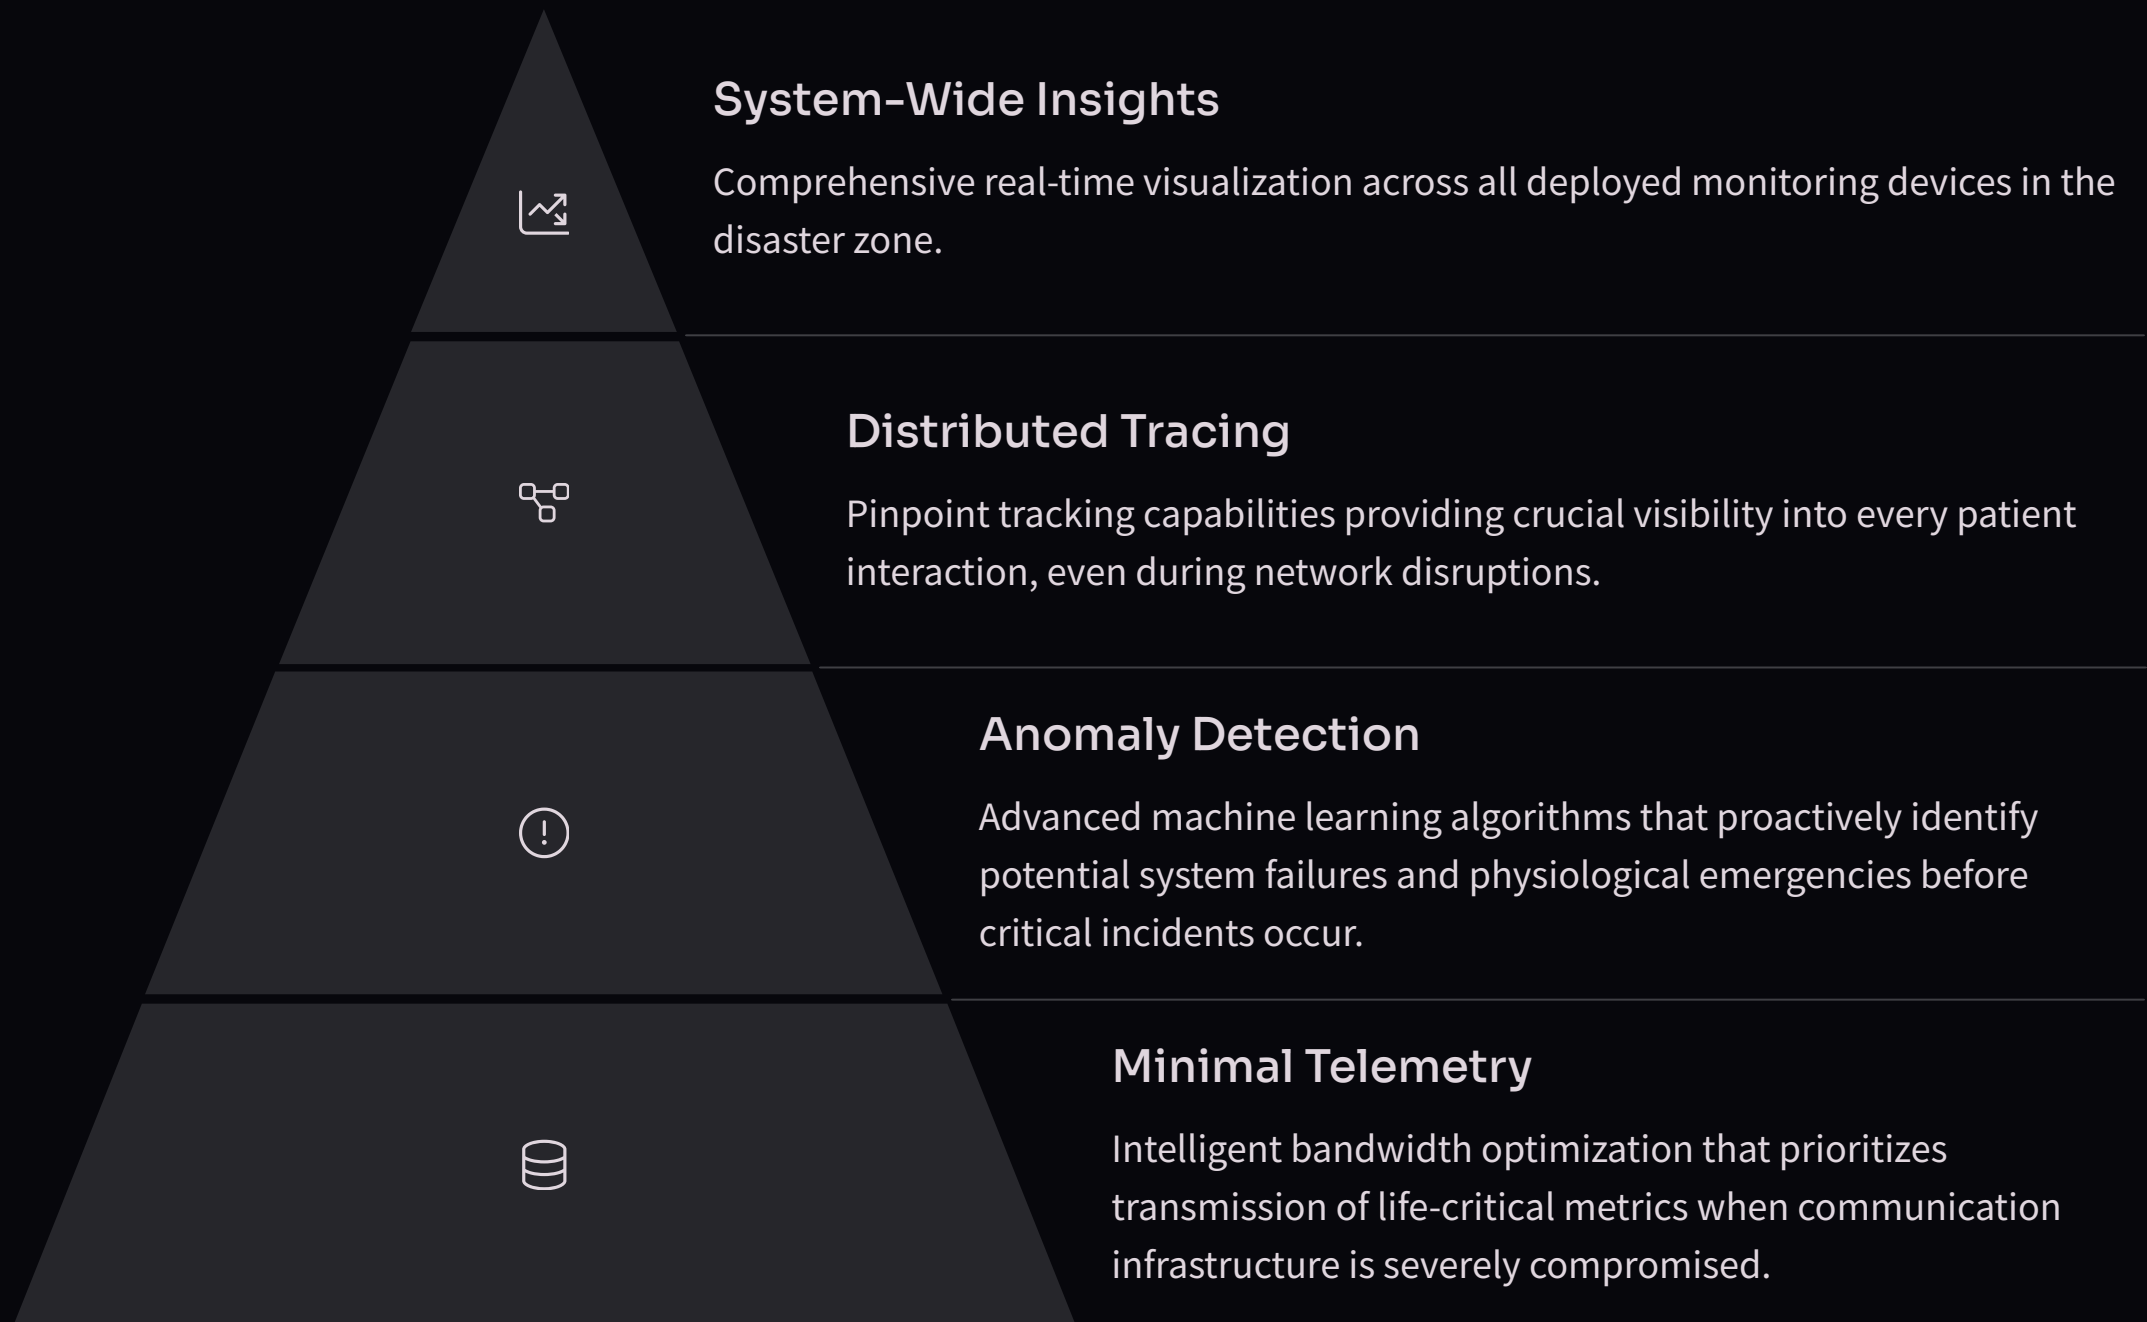 System-Wide Insights
Comprehensive real-time visualization across all deployed monitoring devices in the
disaster zone.
Distributed Tracing
Pinpoint tracking capabilities providing crucial visibility into every patient
interaction, even during network disruptions.
Anomaly Detection
Advanced machine learning algorithms that proactively identify
potential system failures and physiological emergencies before
critical incidents occur.
Minimal Telemetry
Intelligent bandwidth optimization that prioritizes
transmission of life-critical metrics when communication
infrastructure is severely compromised.